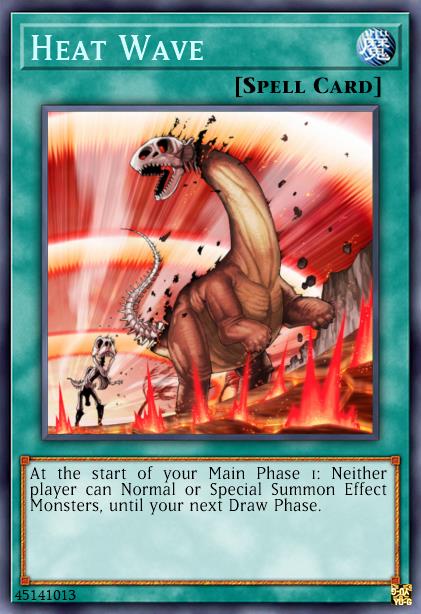 Heat Wave
魔
[Spell Card]
At the start of your Main Phase 1: Neither
player can Normal or Special Summon Effect
Monsters, until your next Draw Phase.
45141013